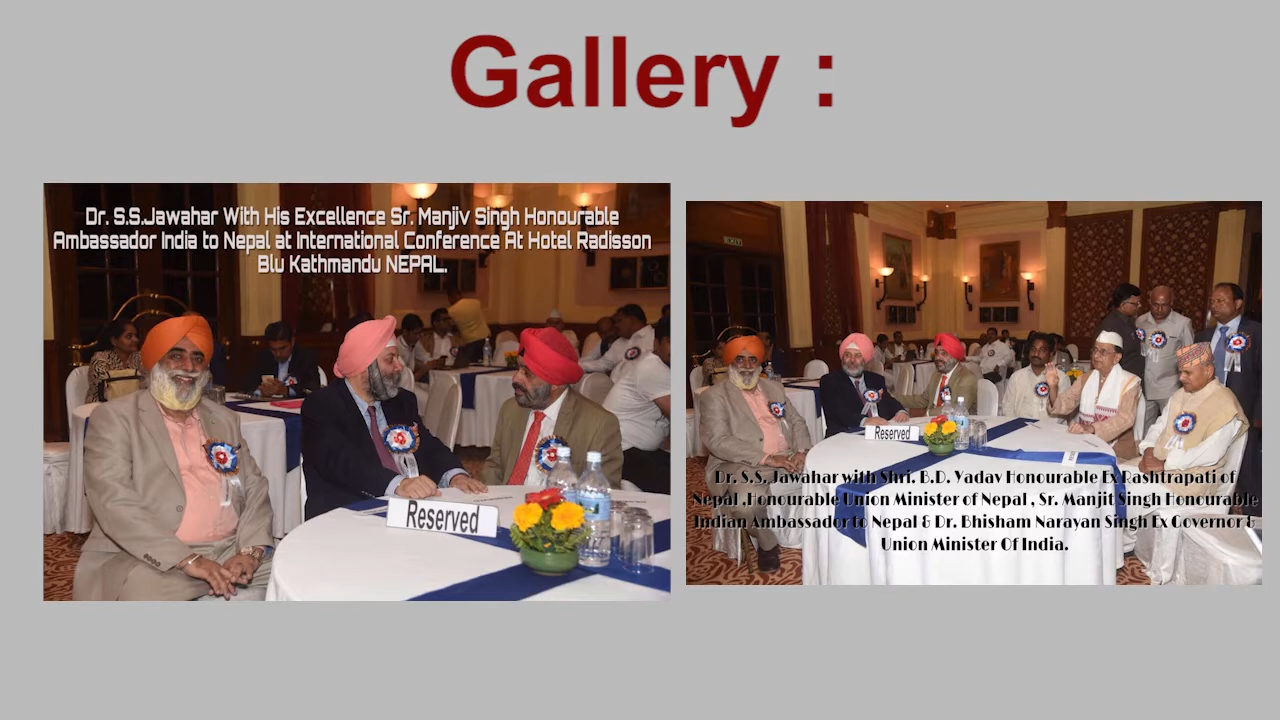 Gallery :
Dr. S.S.Jawahar With His Excellence Sr. Manjiv Singh Honourable
Ambassador India to Nepal at International Conference At Hotel Radisson
Blu Kathmandu NEPAL.
Reserved
EXIT
Reserved
Dr. S.S. Jawahar with Shri. B.D. Yadav Honourable Ex Rashtrapati of
Nepal ,Honourable Union Minister of Nepal , Sr. Manjit Singh Honourable
Indian Ambassador to Nepal & Dr. Bhisham Narayan Singh Ex Governor &
Union Minister Of India.